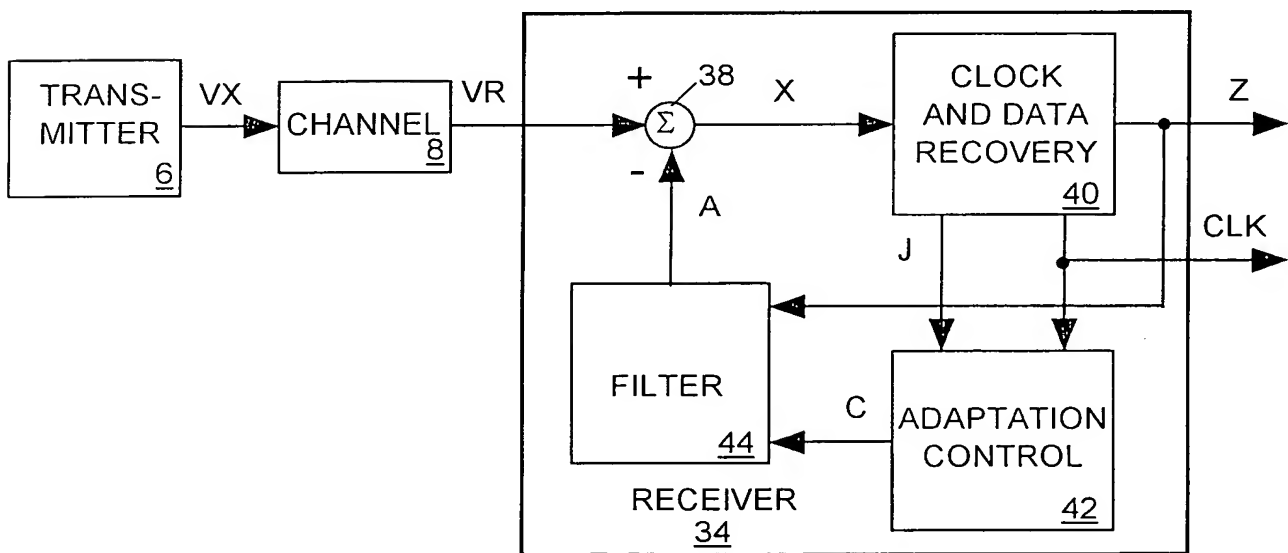 TRANS-
MITTER
6
VX
CHANNEL
8
VR
+
38
Σ
-
X
CLOCK
AND DATA
RECOVERY
40
Z
CLK
A
J
FILTER
44
C
ADAPTATION
CONTROL
42
RECEIVER
34